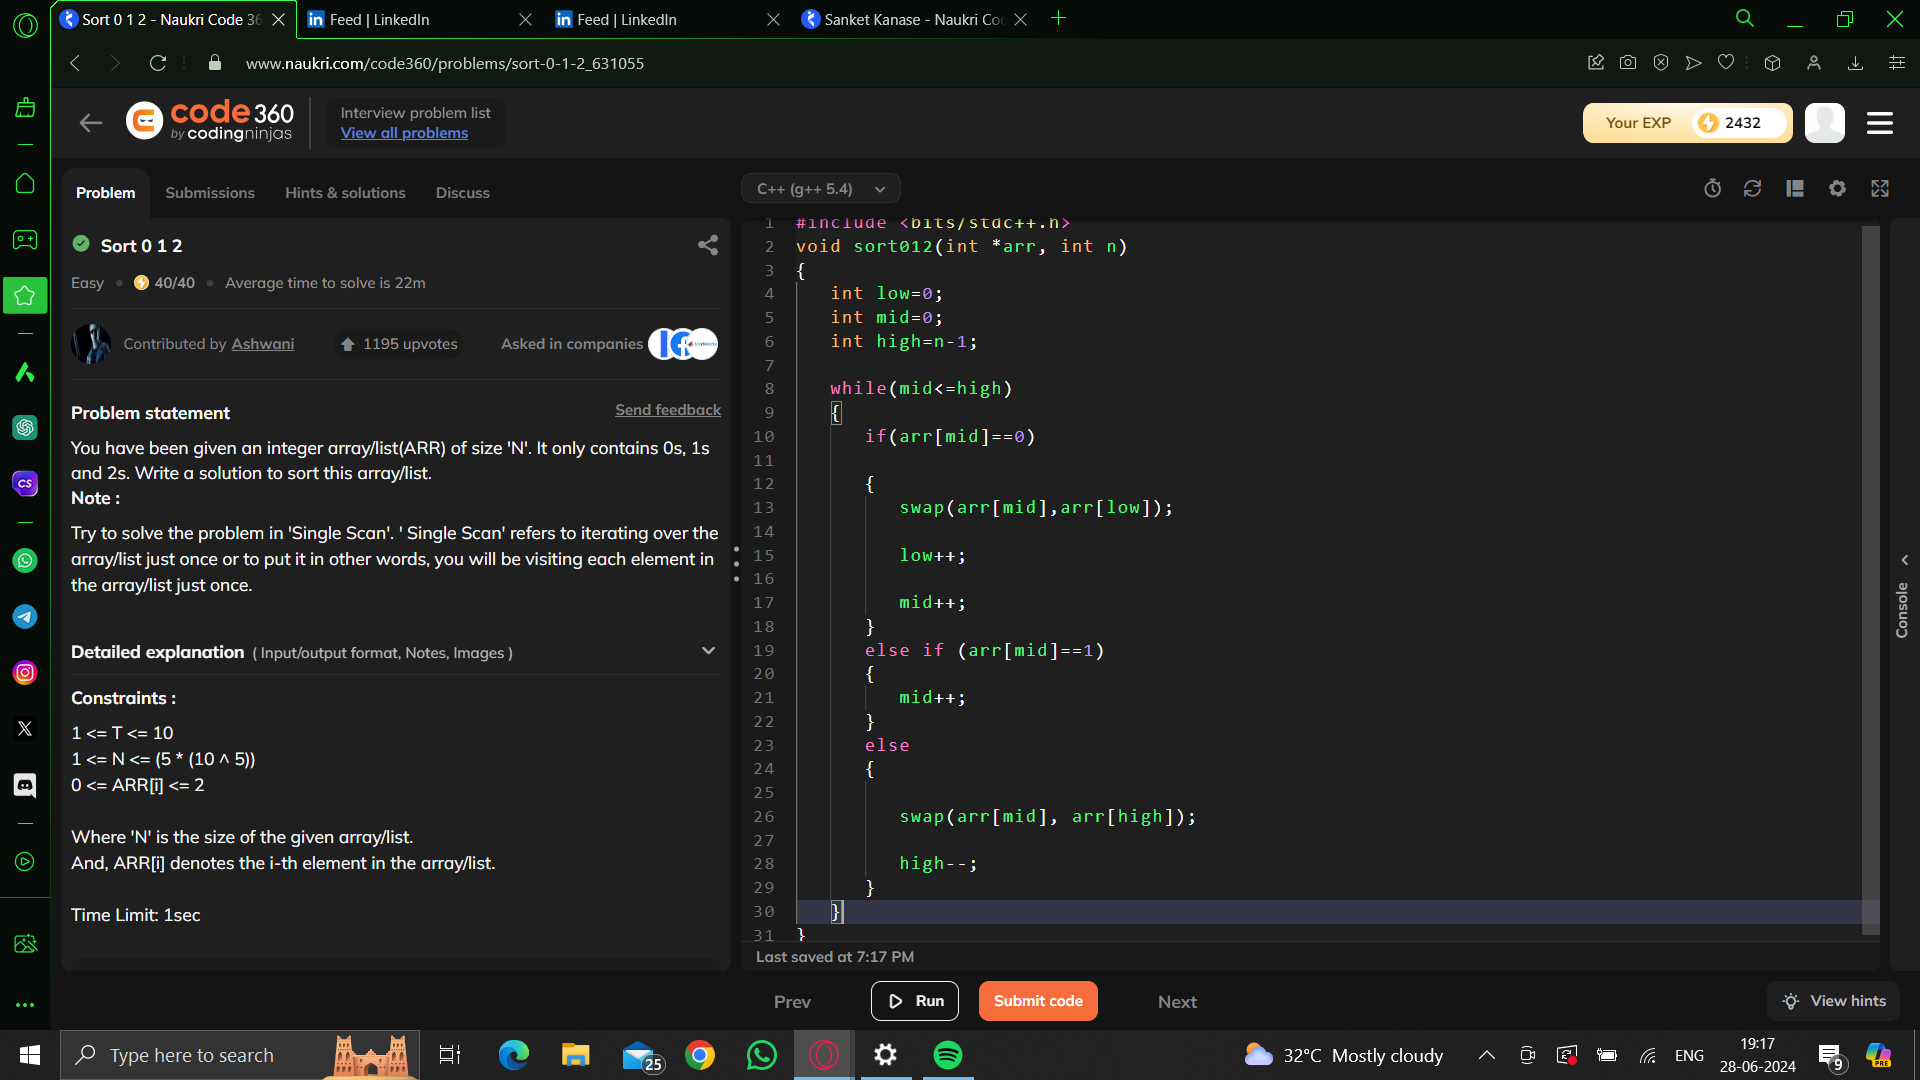 Sort 0 1 2 - Naukri Code 36
Feed | LinkedIn
Feed | LinkedIn
Sanket Kanase - Naukri Co
www.naukri.com/code360/problems/sort-0-1-2_631055
code 360
by codingninjas
Interview problem list
View all problems
Your EXP
2432
Problem
Submissions
Hints & solutions
Discuss
C++ (g++ 5.4)
Sort 0 1 2
Easy
40/40
Average time to solve is 22m
Contributed by Ashwani
1195 upvotes
Asked in companies
Problem statement
Send feedback
You have been given an integer array/list(ARR) of size 'N'. It only contains 0s, 1s
and 2s. Write a solution to sort this array/list.
Note :
Try to solve the problem in 'Single Scan'. ' Single Scan' refers to iterating over the
array/list just once or to put it in other words, you will be visiting each element in
the array/list just once.
Detailed explanation ( Input/output format, Notes, Images )
Constraints :
1 <= T <= 10
1 <= N <= (5 * (10 ^ 5))
0 <= ARR[i] <= 2
Where 'N' is the size of the given array/list.
And, ARR[i] denotes the i-th element in the array/list.
Time Limit: 1sec
1 #include <bits/stdc++.h>
2 void sort012(int *arr, int n)
3 {
4 int low=0;
5 int mid=0;
6 int high=n-1;
7
8 while(mid<=high)
9 {
10 if(arr[mid]==0)
11
12 {
13 swap(arr[mid],arr[low]);
14
15 low++;
16
17 mid++;
18 }
19 else if (arr[mid]==1)
20 {
21 mid++;
22 }
23 else
24 {
25
26 swap(arr[mid], arr[high]);
27
28 high--;
29 }
30 }
31 }
Last saved at 7:17 PM
Console
Prev
Run
Submit code
Next
View hints
CS
Type here to search
25
32°C Mostly cloudy
ENG
19:17
28-06-2024
9
PRE